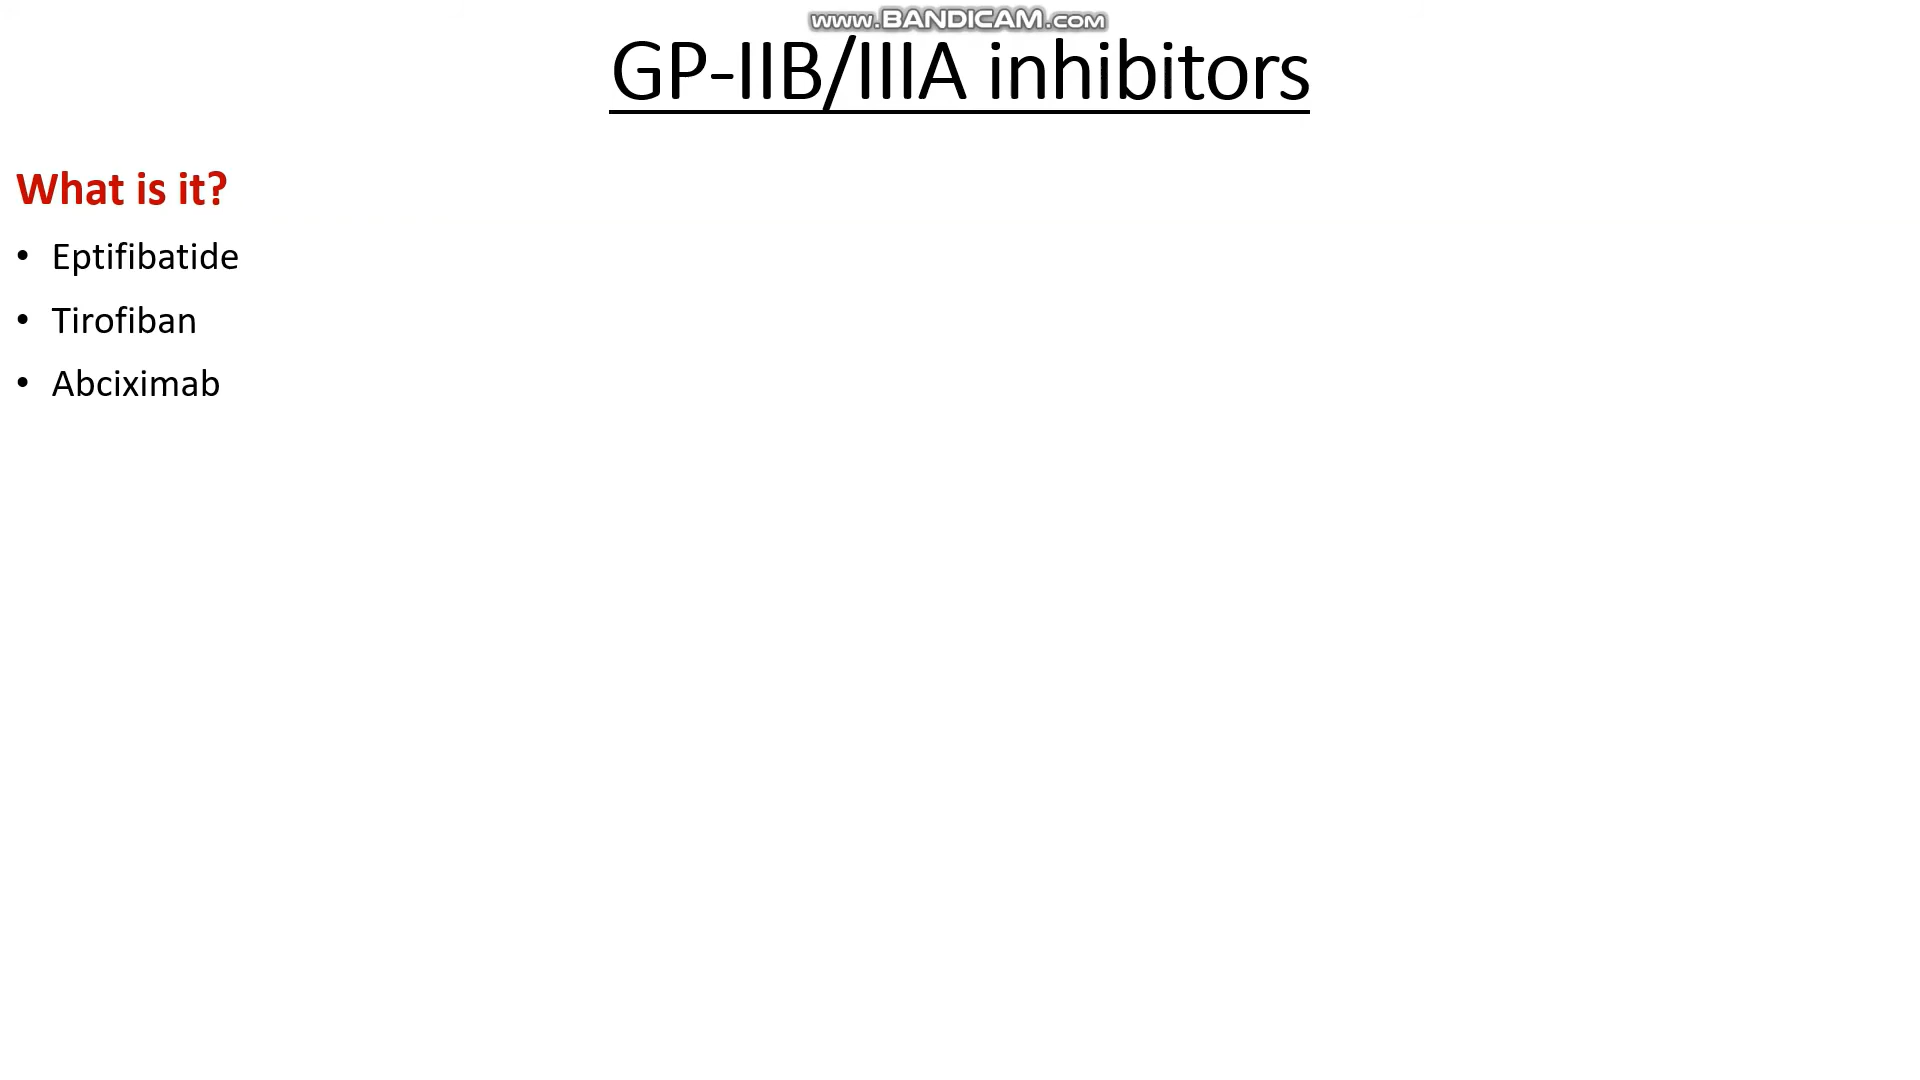 www.BANDICAM.com
GP-IIB/IIIA inhibitors
What is it?
• Eptifibatide
• Tirofiban
• Abciximab